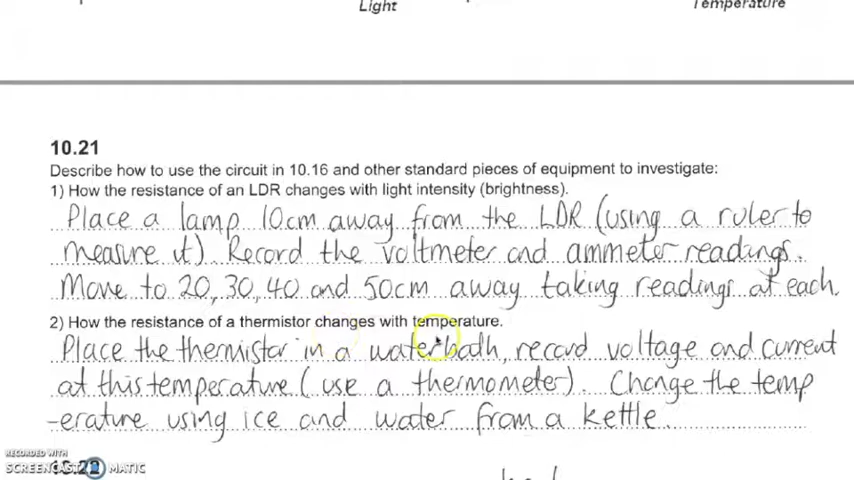 Light
Temperature
10.21
Describe how to use the circuit in 10.16 and other standard pieces of equipment to investigate:
1) How the resistance of an LDR changes with light intensity (brightness).
Place a lamp 10cm away from the LDR (using a ruler to
measure it) Record the voltmeter and ammeter readings.
Move to 20, 30, 40 and 50cm away taking readings at each.
2) How the resistance of a thermistor changes with temperature.
Place the thermistor in a waterbath, record voltage and current
at this temperature (use a thermometer). Change the temp
-erature using ice and water from a kettle.
RECORDED WITH
SCREENCAST MATIC
10.22